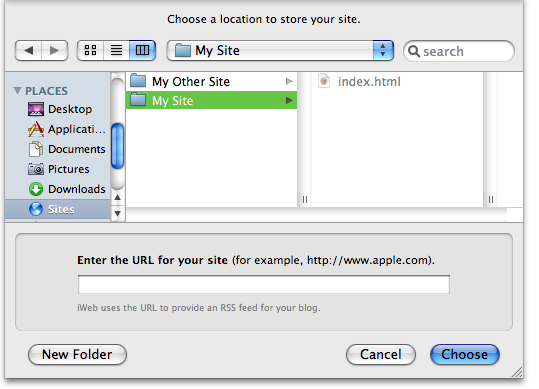 Choose a location to store your site.
My Site
search
PLACES
Desktop
Applicati...
Documents
Pictures
Downloads
Sites
My Other Site
My Site
index.html
Enter the URL for your site (for example, http://www.apple.com).
iWeb uses the URL to provide an RSS feed for your blog.
New Folder
Cancel
Choose